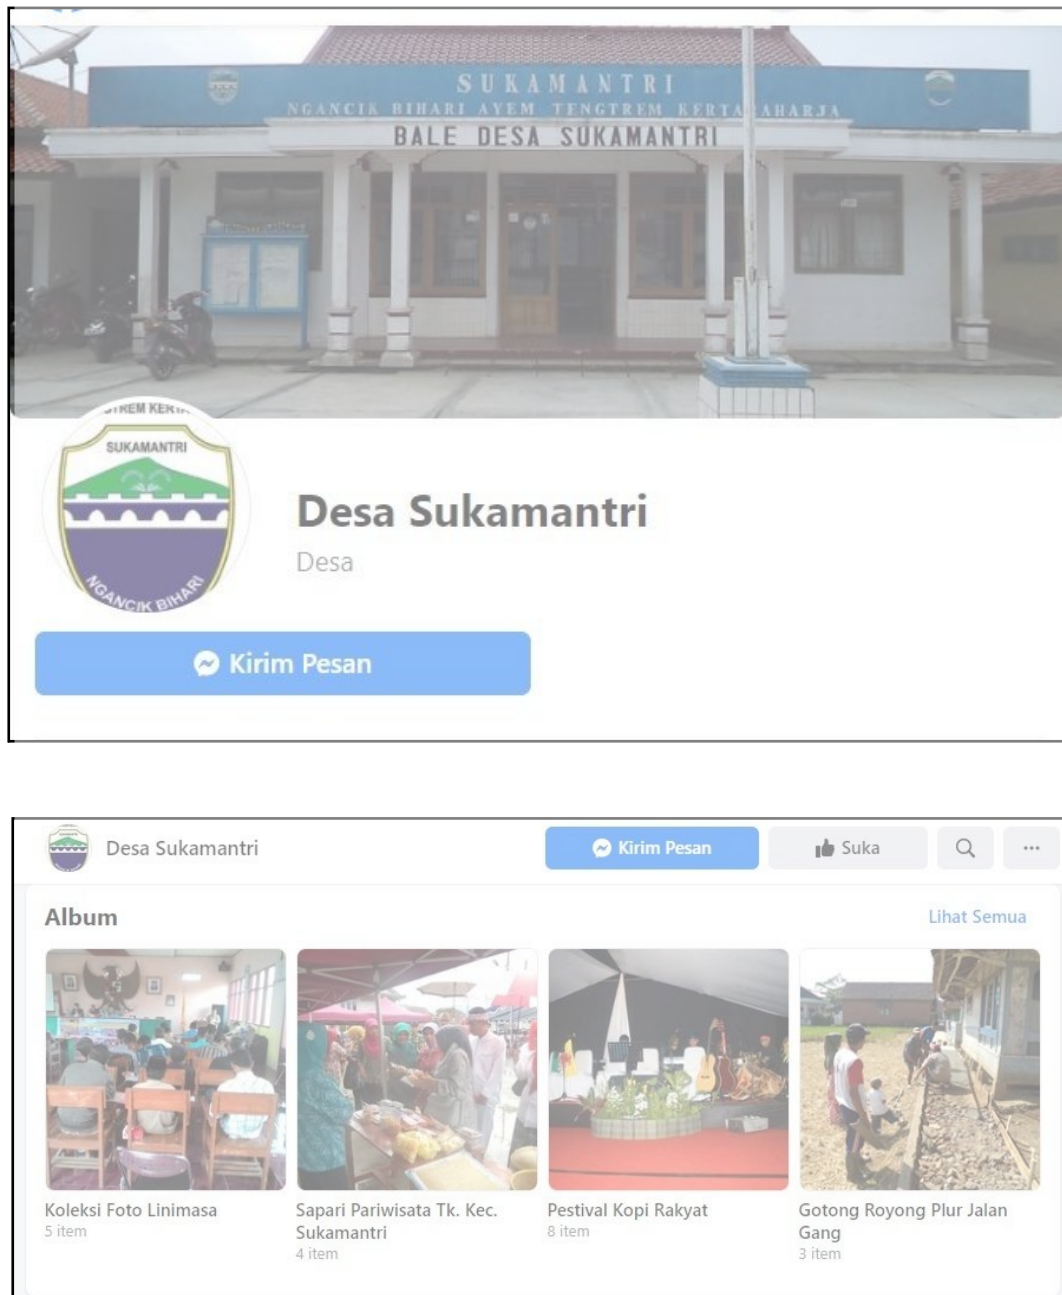 SUKAMANTRI
NGANCIK BIHARI AYEM TENGTREM KERTARAHARJA
BALE DESA SUKAMANTRI
SUKAMANTRI
NGANCIK BIHARI
Desa Sukamantri
Desa
Kirim Pesan
Desa Sukamantri
Kirim Pesan
Suka
Album
Lihat Semua
Koleksi Foto Linimasa
5 item
Sapari Pariwisata Tk. Kec.
Sukamantri
4 item
Pestival Kopi Rakyat
8 item
Gotong Royong Plur Jalan
Gang
3 item